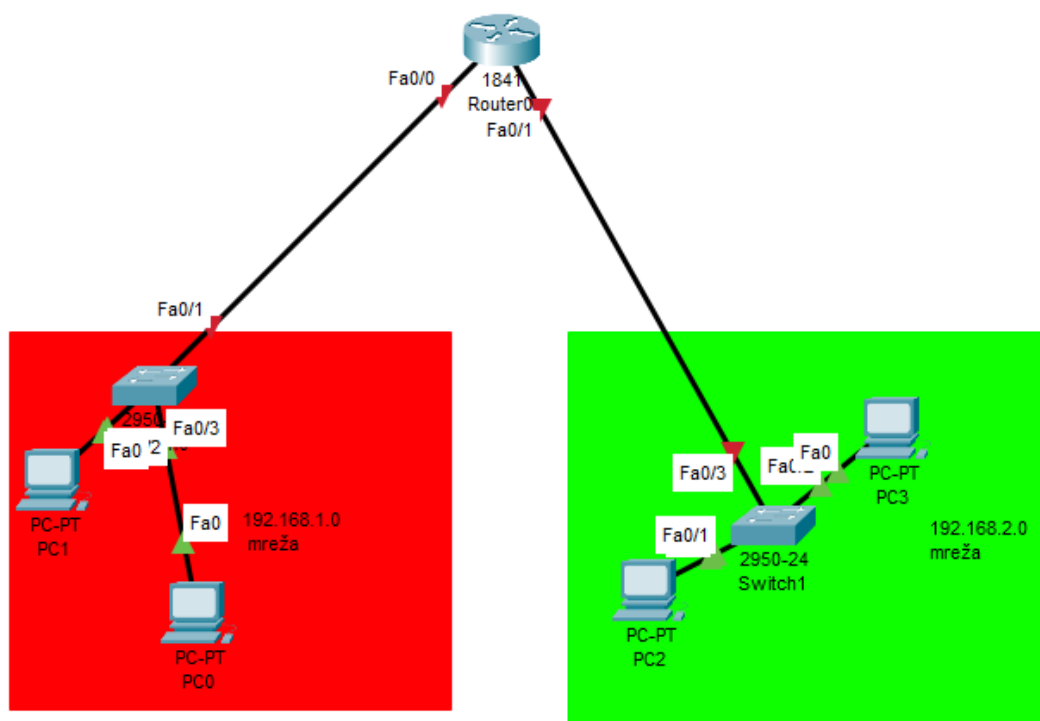 Fa0/0
1841
Router0
Fa0/1
Fa0/1
2950-
Fa0/3
Fa0
/2
PC-PT
PC1
Fa0
192.168.1.0
mreža
PC-PT
PC0
Fa0
Fa0/3
PC-PT
PC3
Fa0/1
192.168.2.0
mreža
2950-24
Switch1
PC-PT
PC2